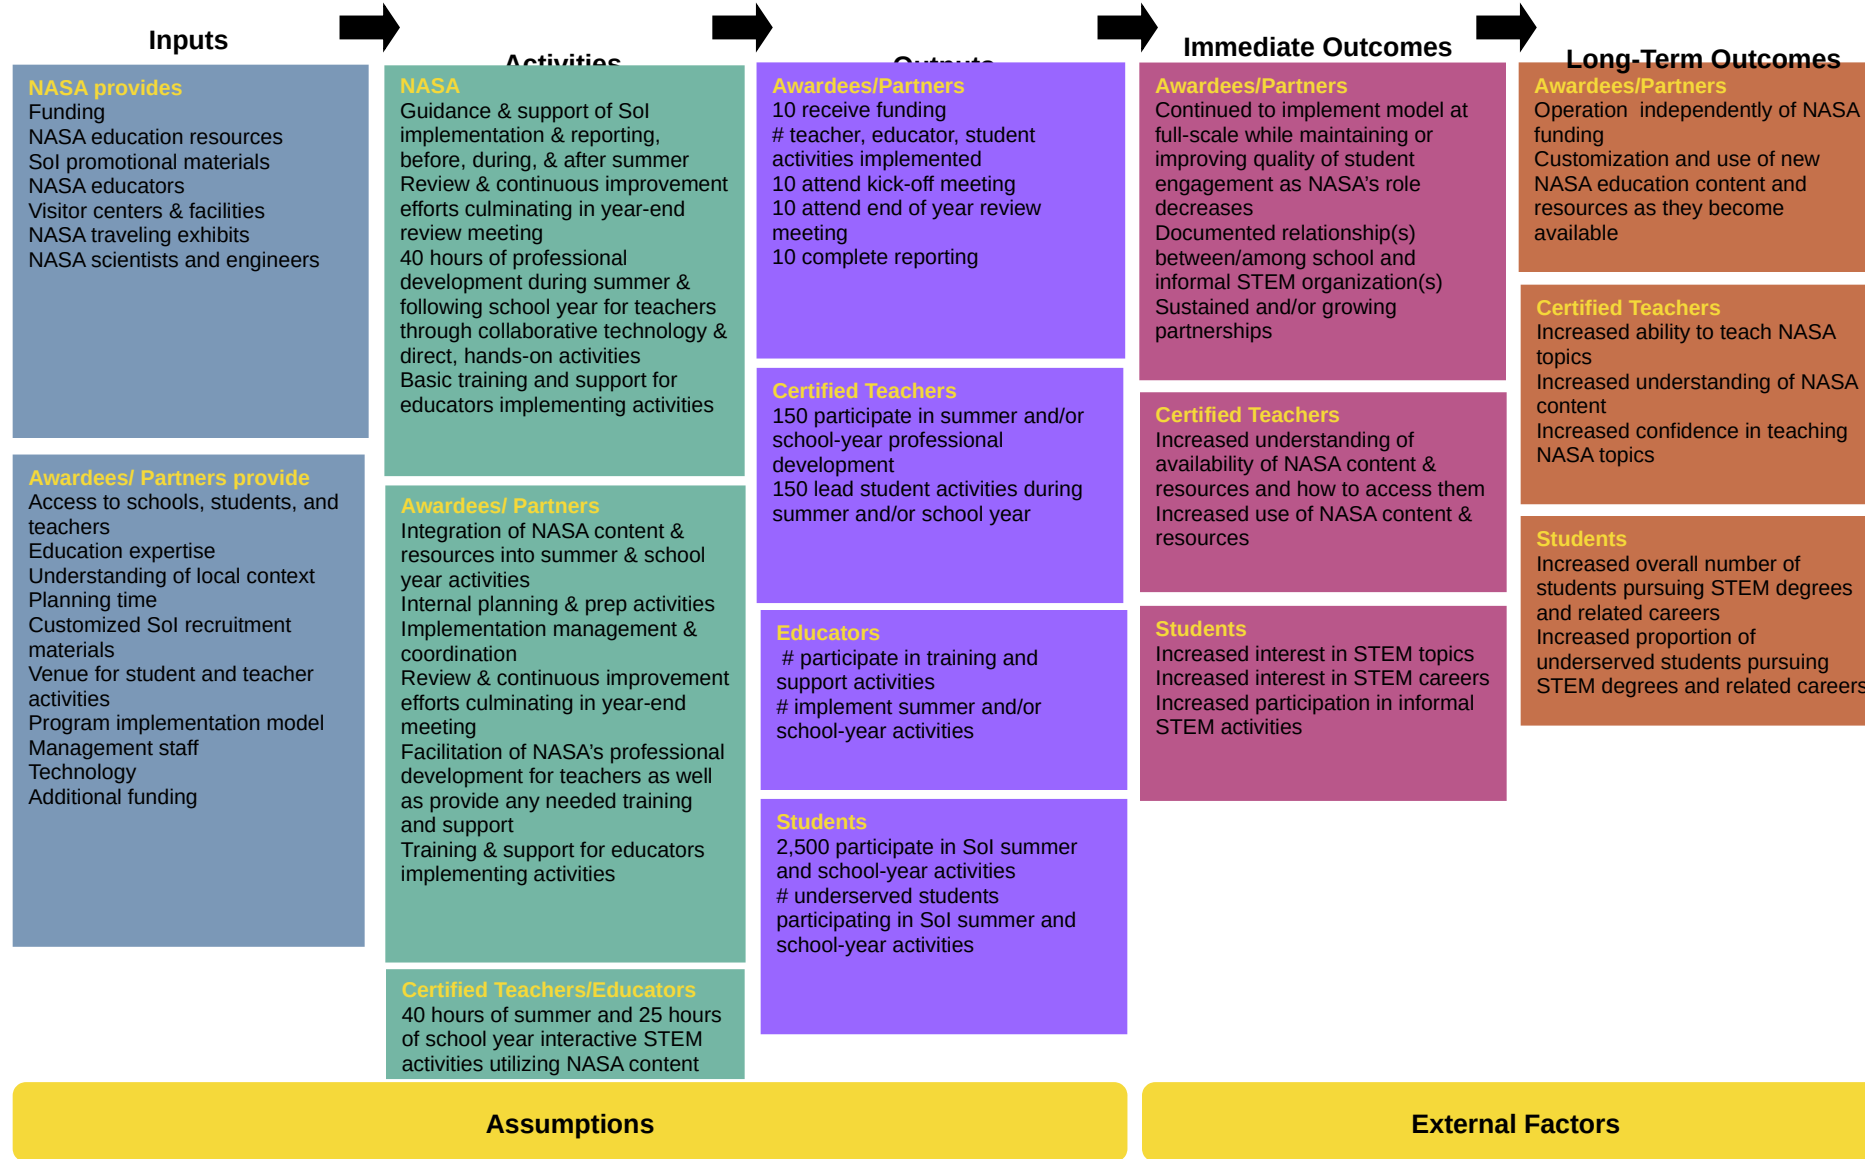 Inputs
Activities
Outputs
Immediate Outcomes
Long-Term Outcomes
NASA provides
Funding
NASA education resources
SoI promotional materials
NASA educators
Visitor centers & facilities
NASA traveling exhibits
NASA scientists and engineers
Awardees/ Partners provide
Access to schools, students, and
teachers
Education expertise
Understanding of local context
Planning time
Customized SoI recruitment
materials
Venue for student and teacher
activities
Program implementation model
Management staff
Technology
Additional funding
NASA
Guidance & support of SoI
implementation & reporting,
before, during, & after summer
Review & continuous improvement
efforts culminating in year-end
review meeting
40 hours of professional
development during summer &
following school year for teachers
through collaborative technology &
direct, hands-on activities
Basic training and support for
educators implementing activities
Awardees/ Partners
Integration of NASA content &
resources into summer & school
year activities
Internal planning & prep activities
Implementation management &
coordination
Review & continuous improvement
efforts culminating in year-end
meeting
Facilitation of NASA’s professional
development for teachers as well
as provide any needed training
and support
Training & support for educators
implementing activities
Certified Teachers/Educators
40 hours of summer and 25 hours
of school year interactive STEM
activities utilizing NASA content
Awardees/Partners
10 receive funding
# teacher, educator, student
activities implemented
10 attend kick-off meeting
10 attend end of year review
meeting
10 complete reporting
Certified Teachers
150 participate in summer and/or
school-year professional
development
150 lead student activities during
summer and/or school year
Educators
# participate in training and
support activities
# implement summer and/or
school-year activities
Students
2,500 participate in SoI summer
and school-year activities
# underserved students
participating in SoI summer and
school-year activities
Awardees/Partners
Continued to implement model at
full-scale while maintaining or
improving quality of student
engagement as NASA’s role
decreases
Documented relationship(s)
between/among school and
informal STEM organization(s)
Sustained and/or growing
partnerships
Certified Teachers
Increased understanding of
availability of NASA content &
resources and how to access them
Increased use of NASA content &
resources
Students
Increased interest in STEM topics
Increased interest in STEM careers
Increased participation in informal
STEM activities
Awardees/Partners
Operation independently of NASA
funding
Customization and use of new
NASA education content and
resources as they become
available
Certified Teachers
Increased ability to teach NASA
topics
Increased understanding of NASA
content
Increased confidence in teaching
NASA topics
Students
Increased overall number of
students pursuing STEM degrees
and related careers
Increased proportion of
underserved students pursuing
STEM degrees and related careers
Assumptions
External Factors